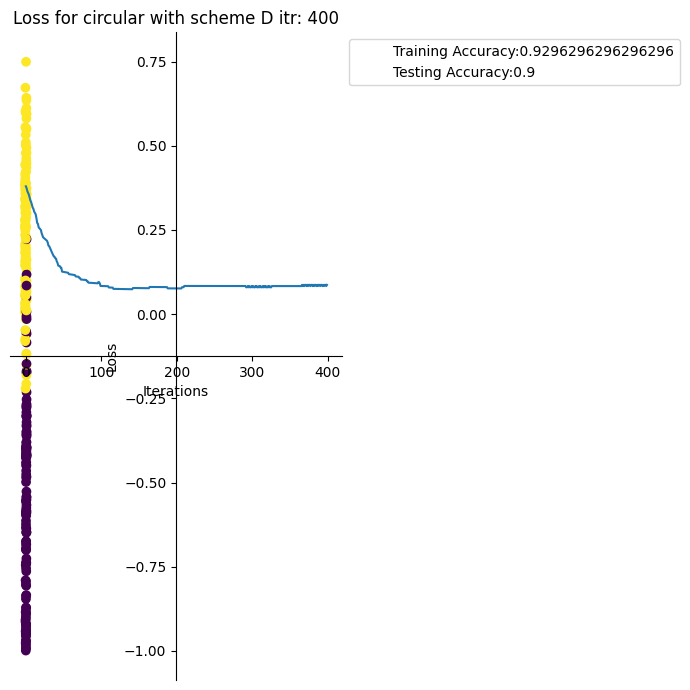 Loss for circular with scheme D itr: 400
Training Accuracy:0.9296296296296296
Testing Accuracy:0.9
0.75
0.50
0.25
0.00
Loss
0 100 200 300 400
Iterations
−0.25
−0.50
−0.75
−1.00